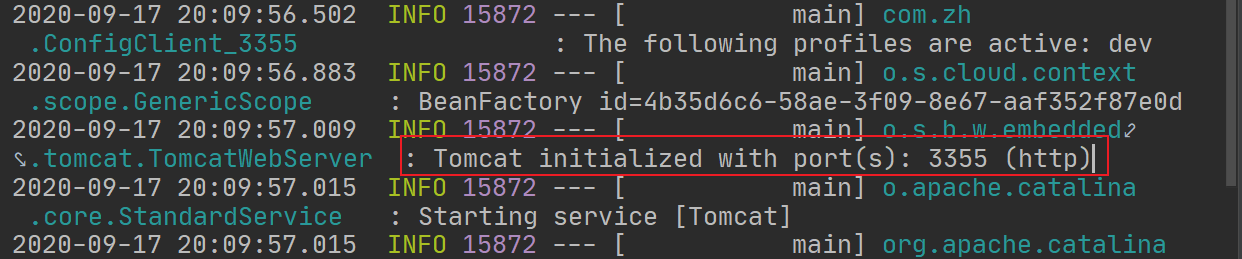 2020-09-17 20:09:56.502  INFO 15872 --- [           main] com.zh
.ConfigClient_3355                 : The following profiles are active: dev
2020-09-17 20:09:56.883  INFO 15872 --- [           main] o.s.cloud.context
.scope.GenericScope     : BeanFactory id=4b35d6c6-58ae-3f09-8e67-aaf352f87e0d
2020-09-17 20:09:57.009  INFO 15872 --- [           main] o.s.b.w.embedded
.tomcat.TomcatWebServer  : Tomcat initialized with port(s): 3355 (http)
2020-09-17 20:09:57.015  INFO 15872 --- [           main] o.apache.catalina
.core.StandardService   : Starting service [Tomcat]
2020-09-17 20:09:57.015  INFO 15872 --- [           main] org.apache.catalina